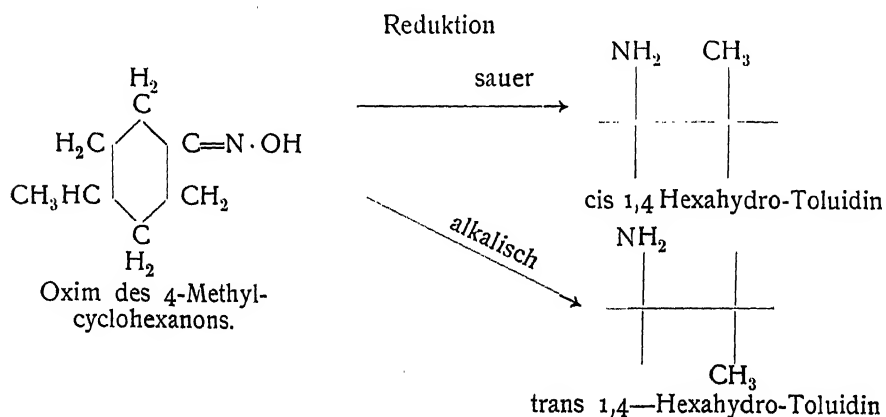 Reduktion
sauer
NH₂ CH₃
H₂
C
H₂C C=N·OH
CH₃HC CH₂
C
H₂
Oxim des 4-Methyl-
cyclohexanons.
cis 1,4 Hexahydro-Toluidin
alkalisch
NH₂
CH₃
trans 1,4—Hexahydro-Toluidin